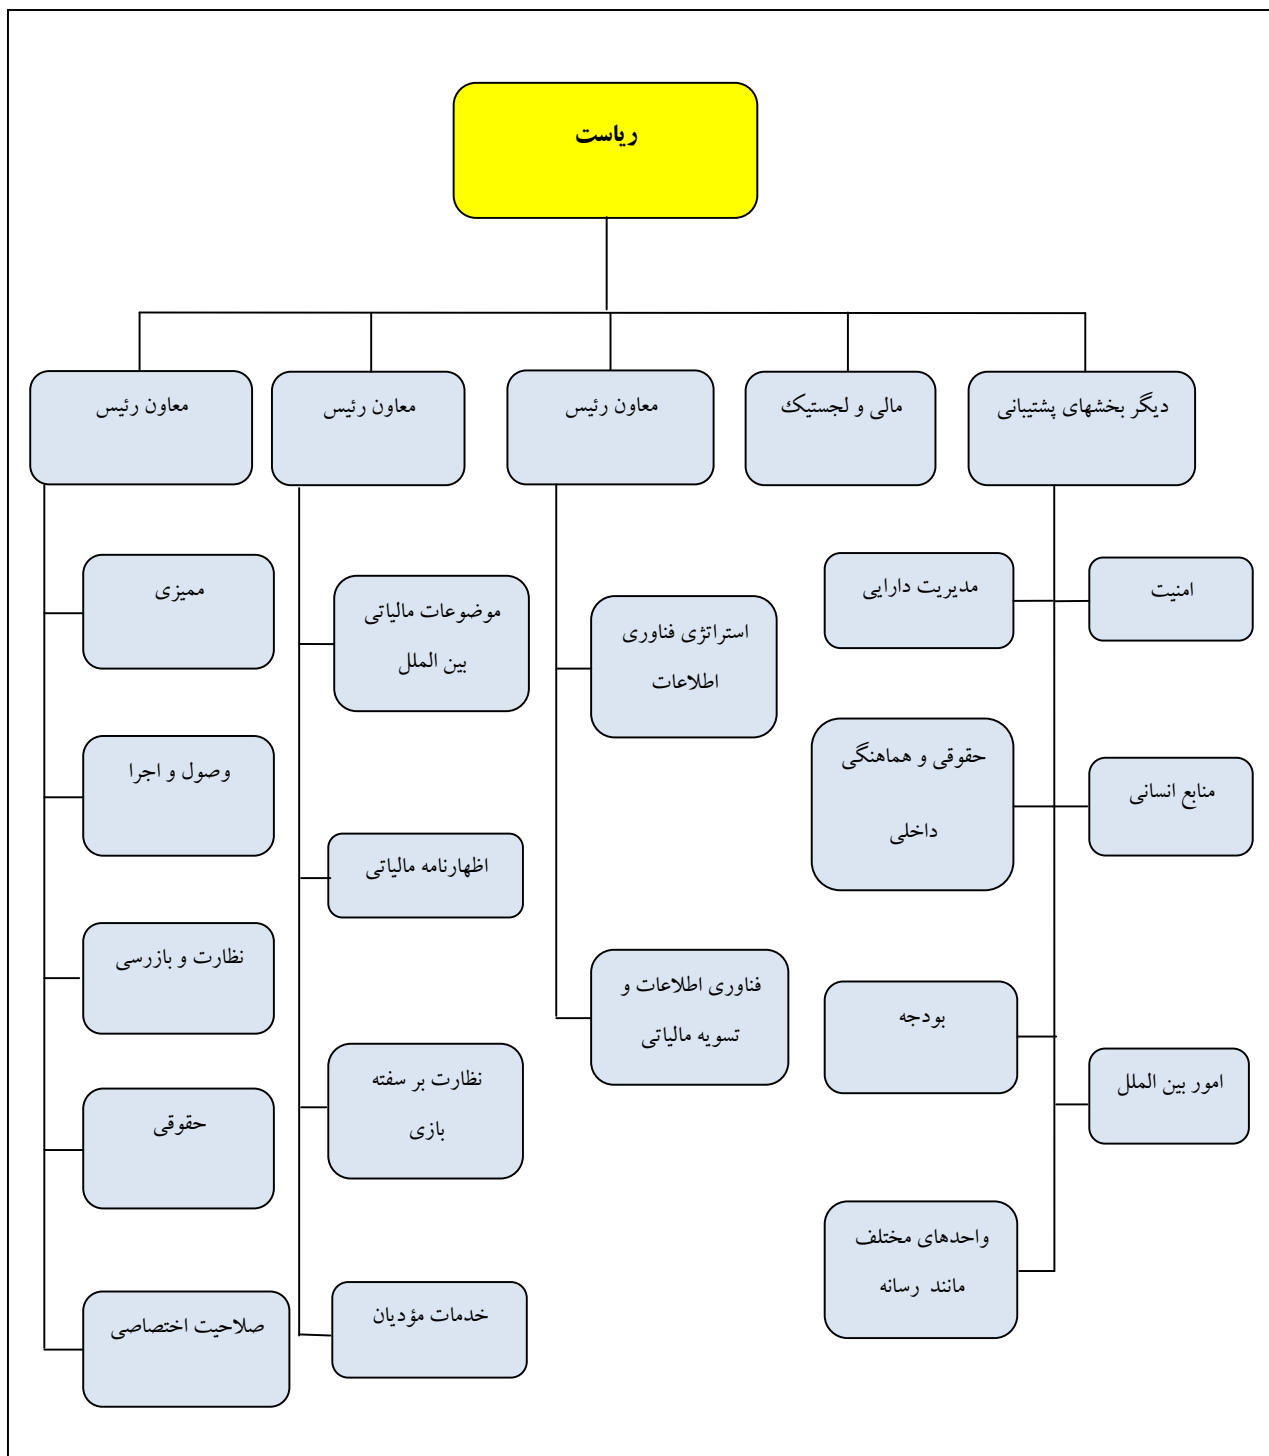 ریاست
دیگر بخشهای پشتیبانی
مالی و لجستیک
معاون رئیس
معاون رئیس
معاون رئیس
امنیت
منابع انسانی
امور بین الملل
مدیریت دارایی
حقوقی و هماهنگی
داخلی
بودجه
واحدهای مختلف
مانند رسانه
استراتژی فناوری
اطلاعات
فناوری اطلاعات و
تسویه مالیاتی
موضوعات مالیاتی
بین الملل
اظهارنامه مالیاتی
نظارت بر سفته
بازی
خدمات مؤدیان
ممیزی
وصول و اجرا
نظارت و بازرسی
حقوقی
صلاحیت اختصاصی